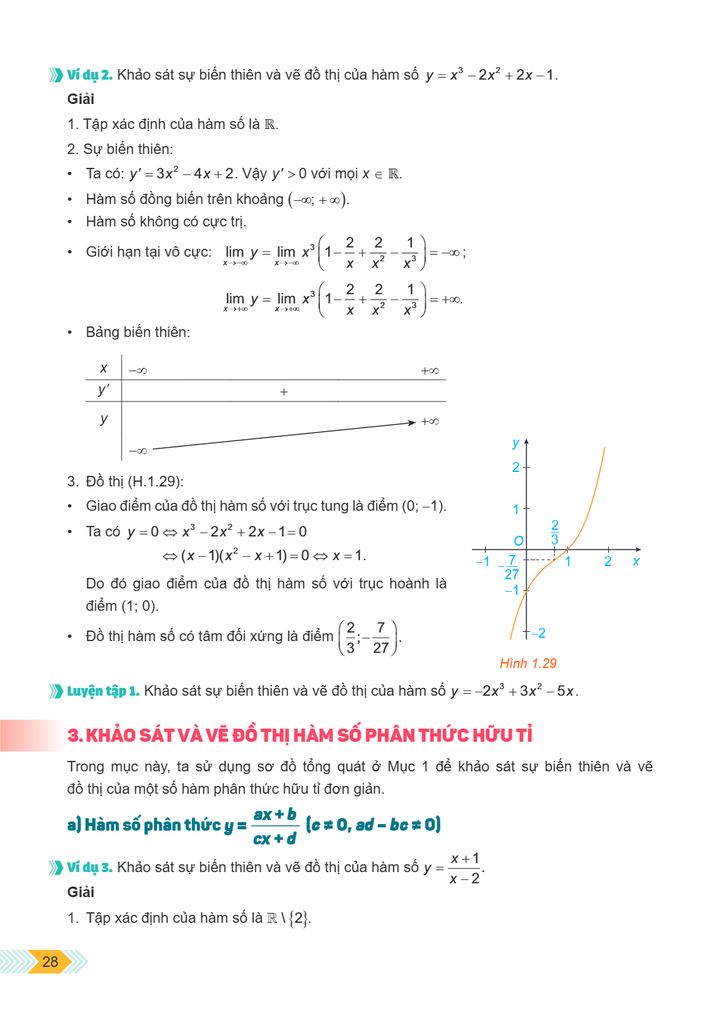 Ví dụ 2. Khảo sát sự biến thiên và vẽ đồ thị của hàm số y = x³ − 2x² + 2x − 1.
Giải
1. Tập xác định của hàm số là ℝ.
2. Sự biến thiên:
• Ta có: y′ = 3x² − 4x + 2. Vậy y′ > 0 với mọi x ∈ ℝ.
• Hàm số đồng biến trên khoảng (−∞; + ∞).
• Hàm số không có cực trị.
• Giới hạn tại vô cực: lim_{x→−∞} y = lim_{x→−∞} x³(1 − 2/x + 2/x² − 1/x³) = −∞;
lim_{x→+∞} y = lim_{x→+∞} x³(1 − 2/x + 2/x² − 1/x³) = +∞.
• Bảng biến thiên:
x −∞ +∞
y′ +
y +∞
−∞
3. Đồ thị (H.1.29):
• Giao điểm của đồ thị hàm số với trục tung là điểm (0; −1).
• Ta có y = 0 ⇔ x³ − 2x² + 2x − 1 = 0
⇔ (x − 1)(x² − x + 1) = 0 ⇔ x = 1.
Do đó giao điểm của đồ thị hàm số với trục hoành là
điểm (1; 0).
• Đồ thị hàm số có tâm đối xứng là điểm (2/3; −7/27).
y
2
1
2/3
O
−1 −7/27 1 2 x
−1
−2
Hình 1.29
Luyện tập 1. Khảo sát sự biến thiên và vẽ đồ thị của hàm số y = −2x³ + 3x² − 5x.
3. KHẢO SÁT VÀ VẼ ĐỒ THỊ HÀM SỐ PHÂN THỨC HỮU TỈ
Trong mục này, ta sử dụng sơ đồ tổng quát ở Mục 1 để khảo sát sự biến thiên và vẽ
đồ thị của một số hàm phân thức hữu tỉ đơn giản.
a) Hàm số phân thức y = (ax + b)/(cx + d) (c ≠ 0, ad − bc ≠ 0)
Ví dụ 3. Khảo sát sự biến thiên và vẽ đồ thị của hàm số y = (x + 1)/(x − 2).
Giải
1. Tập xác định của hàm số là ℝ \ {2}.
28